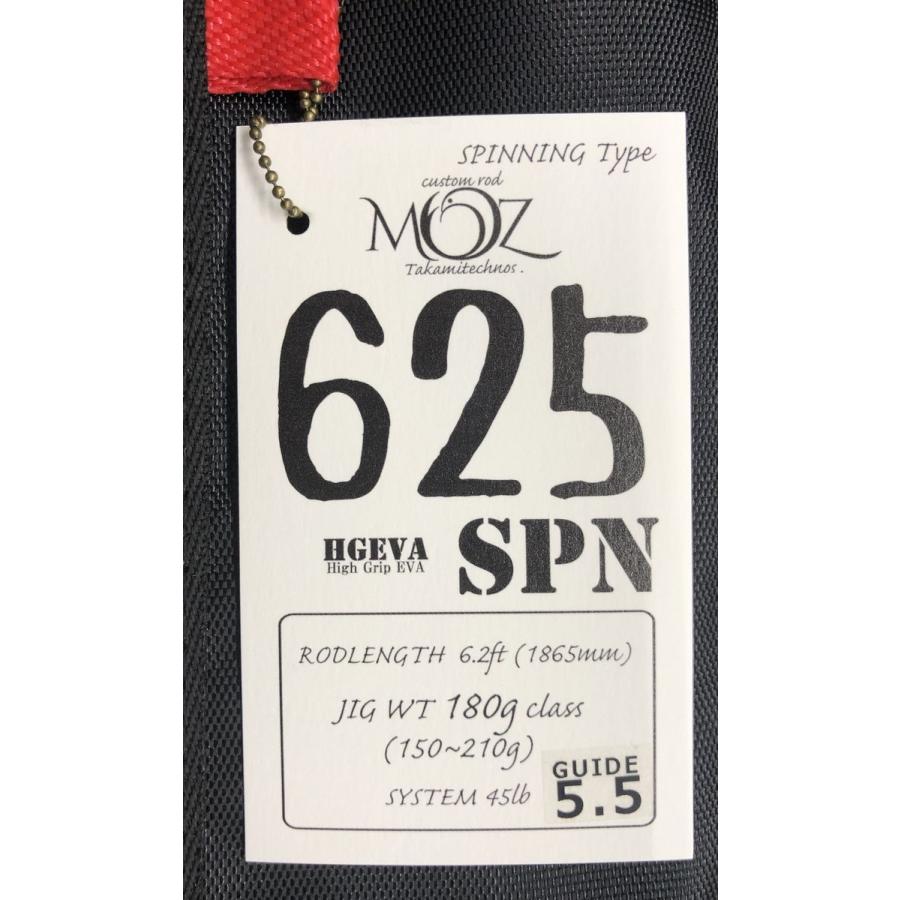 SPINNING Type
custom rod
MOZ
Takamitechnos.
625
HGEVA
High Grip EVA
SPN
RODLENGTH 6.2ft (1865mm)
JIG WT 180g class
(150~210g)
SYSTEM 45lb
GUIDE
5.5